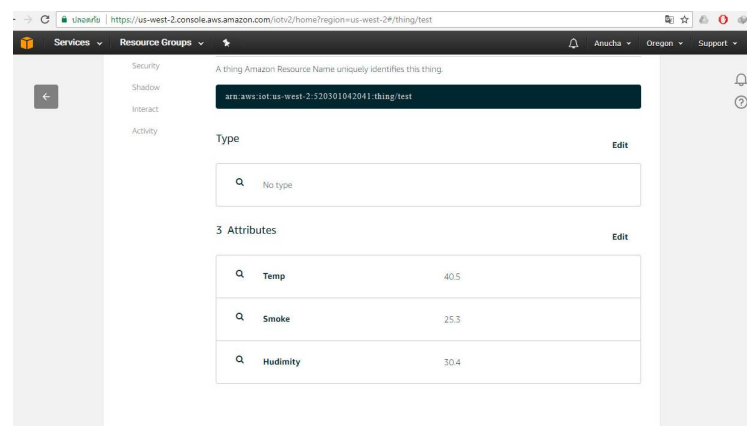 ปลอดภัย | https://us-west-2.console.aws.amazon.com/iotv2/home?region=us-west-2#/thing/test
Services Resource Groups Anucha Oregon Support
Security
A thing Amazon Resource Name uniquely identifies this thing.
Shadow
arn:aws:iot:us-west-2:520301042041:thing/test
Interact
Activity
Type
Edit
No type
3 Attributes
Edit
Temp 40.5
Smoke 25.3
Hudimity 30.4